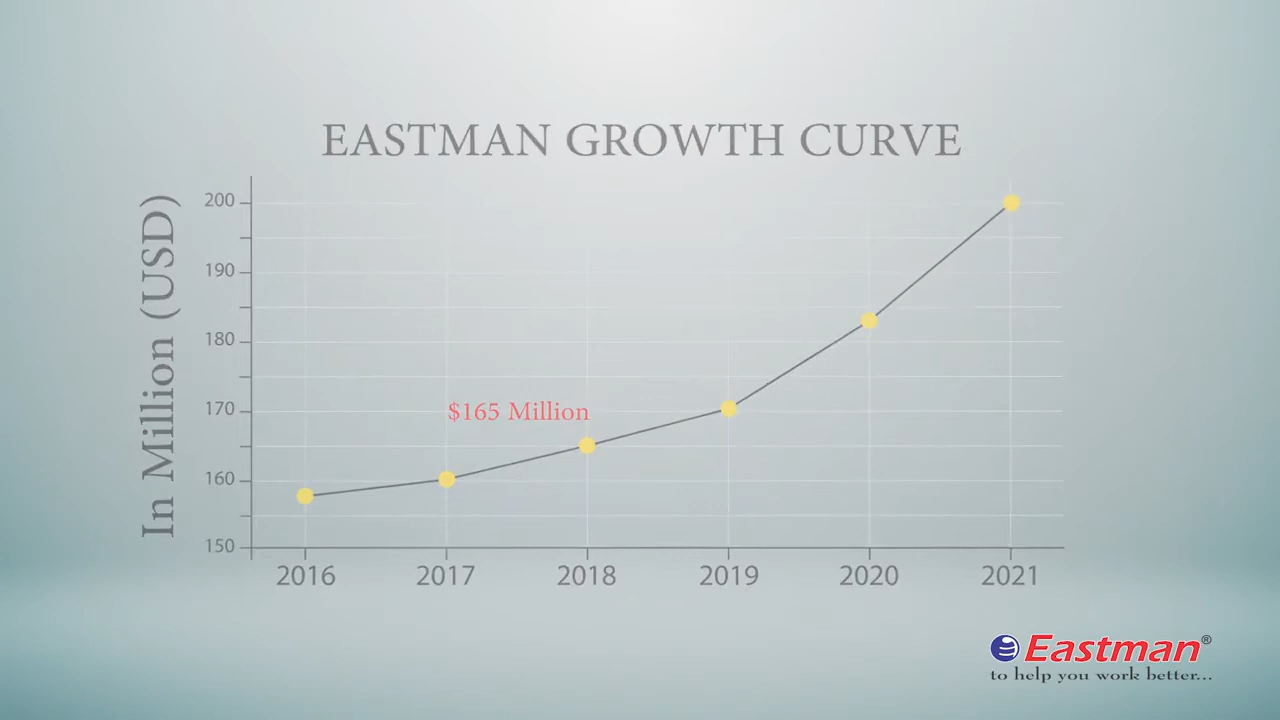 EASTMAN GROWTH CURVE
In Million (USD)
200
190
180
170
160
150
$165 Million
2016 2017 2018 2019 2020 2021
Eastman®
to help you work better...